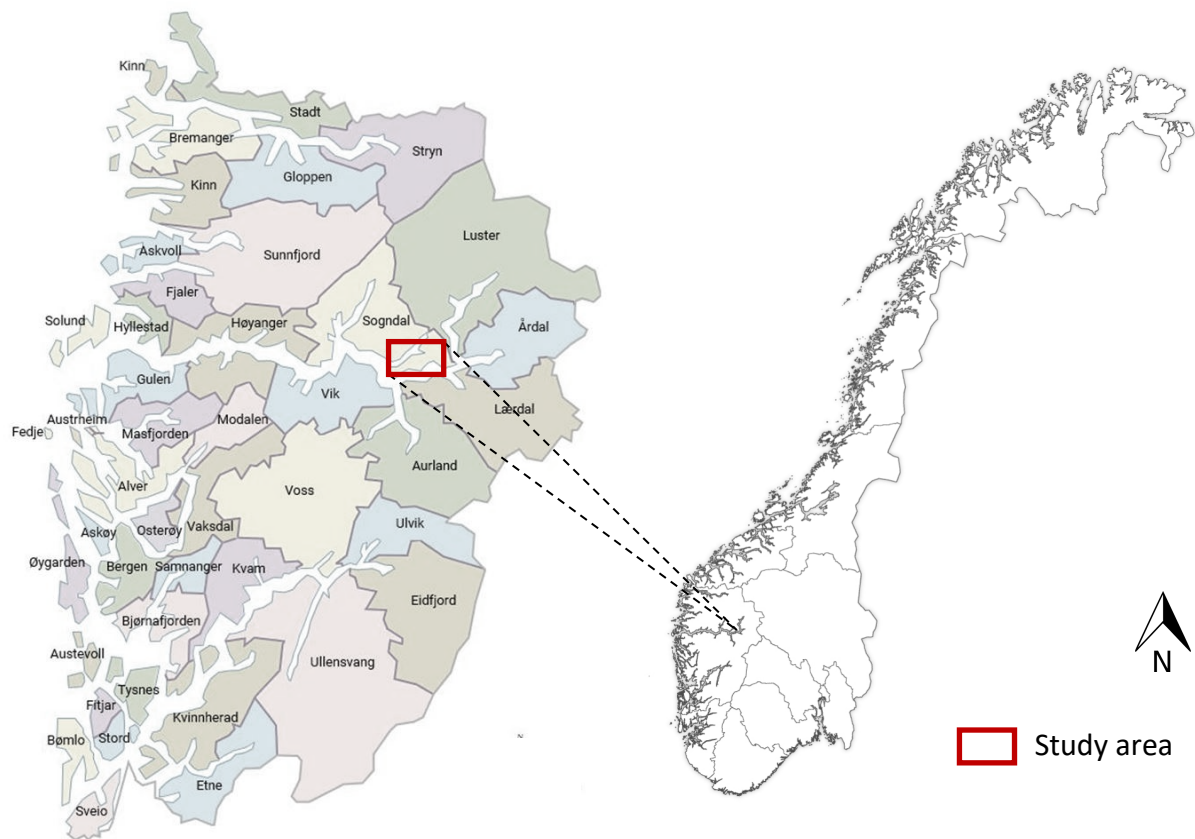 Kinn
Stadt
Bremanger
Stryn
Gloppen
Kinn
Luster
Askvoll
Sunnfjord
Fjaler
Solund
Hyllestad
Høyanger
Sogndal
Årdal
Gulen
Vik
Lærdal
Austrheim
Modalen
Fedje
Masfjorden
Aurland
Alver
Voss
Askøy
Osterøy
Vaksdal
Ulvik
Øygarden
Bergen
Samnanger
Kvam
Eidfjord
Bjørnafjorden
Austevoll
Ullensvang
Tysnes
Fitjar
Kvinnherad
Bømlo
Stord
Etne
Sveio
N
Study area